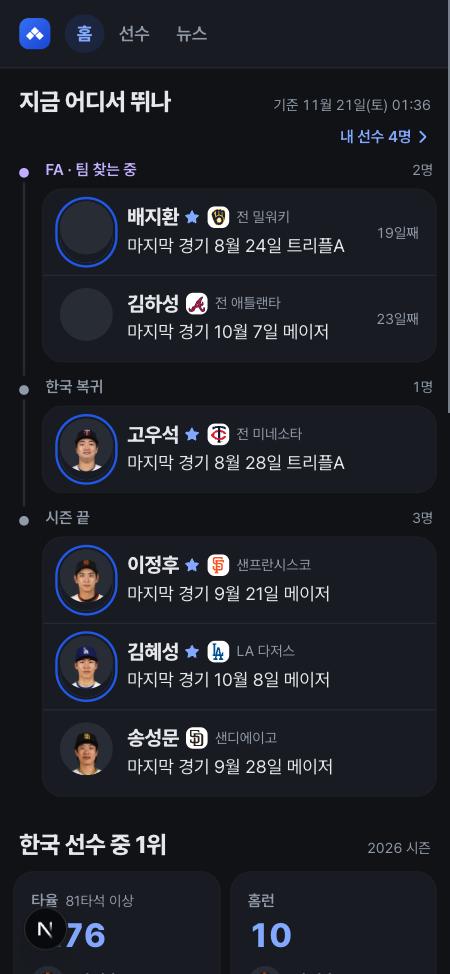 홈 선수 뉴스
지금 어디서 뛰나 기준 11월 21일(토) 01:36
내 선수 4명
FA · 팀 찾는 중 2명
배지환 전 밀워키
마지막 경기 8월 24일 트리플A 19일째
김하성 전 애틀랜타
마지막 경기 10월 7일 메이저 23일째
한국 복귀 1명
고우석 전 미네소타
마지막 경기 8월 28일 트리플A
시즌 끝 3명
이정후 샌프란시스코
마지막 경기 9월 21일 메이저
김혜성 LA 다저스
마지막 경기 10월 8일 메이저
송성문 샌디에이고
마지막 경기 9월 28일 메이저
한국 선수 중 1위 2026 시즌
타율 81타석 이상 홈런
N 76 10